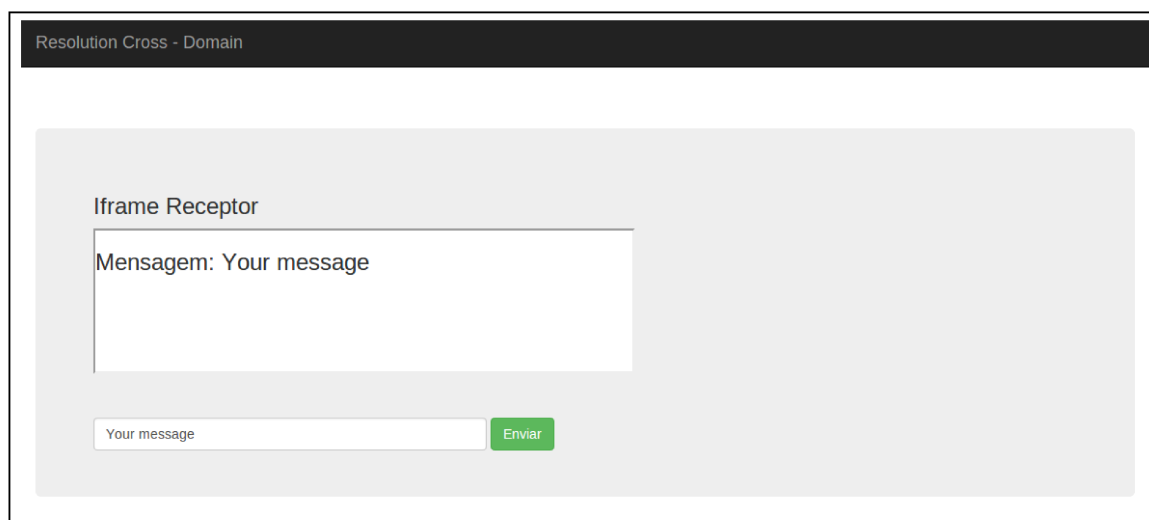 Resolution Cross - Domain
Iframe Receptor
Mensagem: Your message
Your message
Enviar